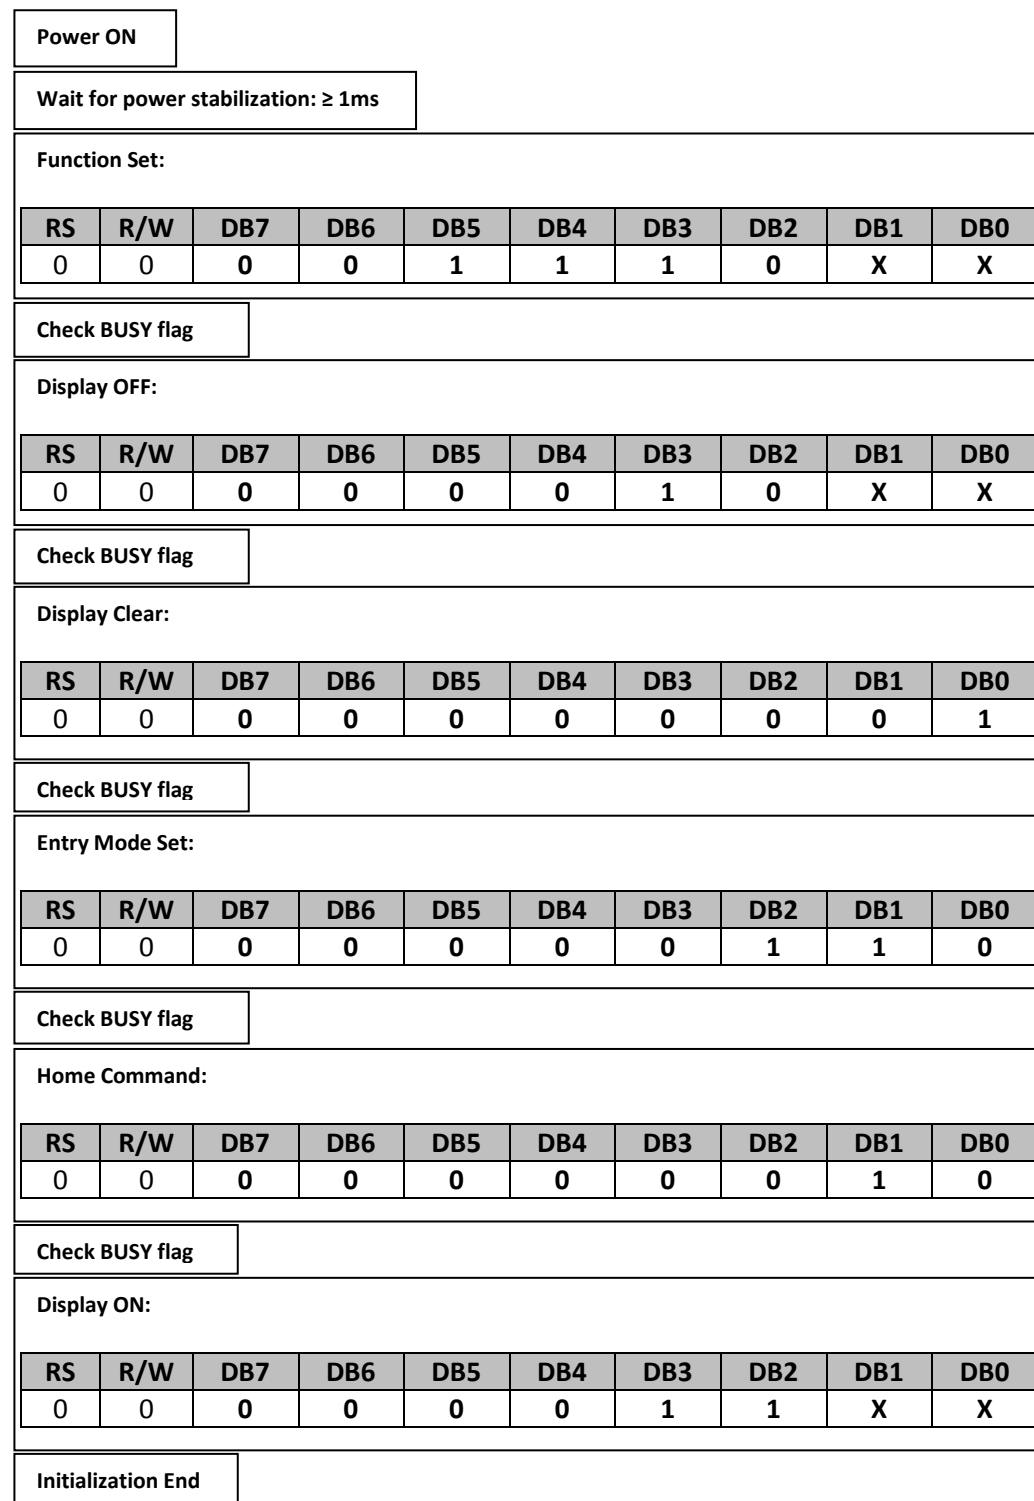 Power ON
Wait for power stabilization: ≥ 1ms
Function Set:
RS R/W DB7 DB6 DB5 DB4 DB3 DB2 DB1 DB0
0 0 0 0 1 1 1 0 X X
Check BUSY flag
Display OFF:
RS R/W DB7 DB6 DB5 DB4 DB3 DB2 DB1 DB0
0 0 0 0 0 0 1 0 X X
Check BUSY flag
Display Clear:
RS R/W DB7 DB6 DB5 DB4 DB3 DB2 DB1 DB0
0 0 0 0 0 0 0 0 0 1
Check BUSY flag
Entry Mode Set:
RS R/W DB7 DB6 DB5 DB4 DB3 DB2 DB1 DB0
0 0 0 0 0 0 0 1 1 0
Check BUSY flag
Home Command:
RS R/W DB7 DB6 DB5 DB4 DB3 DB2 DB1 DB0
0 0 0 0 0 0 0 0 1 0
Check BUSY flag
Display ON:
RS R/W DB7 DB6 DB5 DB4 DB3 DB2 DB1 DB0
0 0 0 0 0 0 1 1 X X
Initialization End